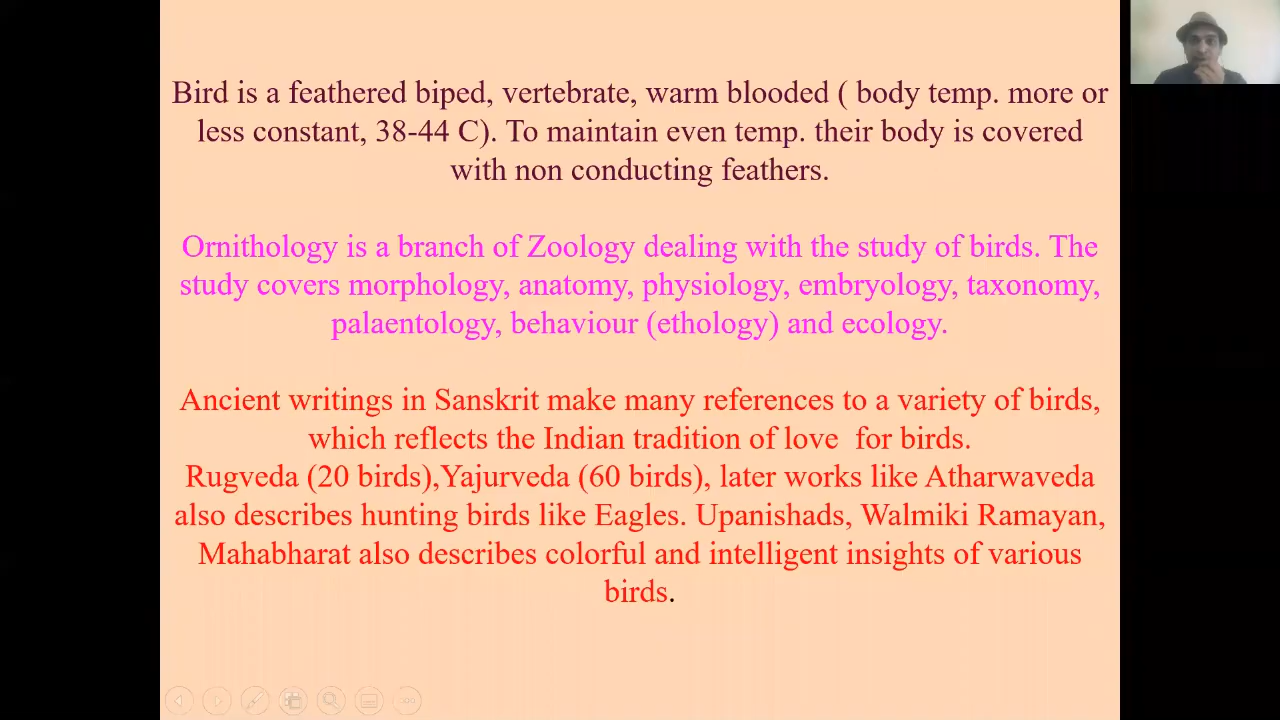 Bird is a feathered biped, vertebrate, warm blooded ( body temp. more or
less constant, 38-44 C). To maintain even temp. their body is covered
with non conducting feathers.
Ornithology is a branch of Zoology dealing with the study of birds. The
study covers morphology, anatomy, physiology, embryology, taxonomy,
palaentology, behaviour (ethology) and ecology.
Ancient writings in Sanskrit make many references to a variety of birds,
which reflects the Indian tradition of love  for birds.
Rugveda (20 birds),Yajurveda (60 birds), later works like Atharwaveda
also describes hunting birds like Eagles. Upanishads, Walmiki Ramayan,
Mahabharat also describes colorful and intelligent insights of various
birds.